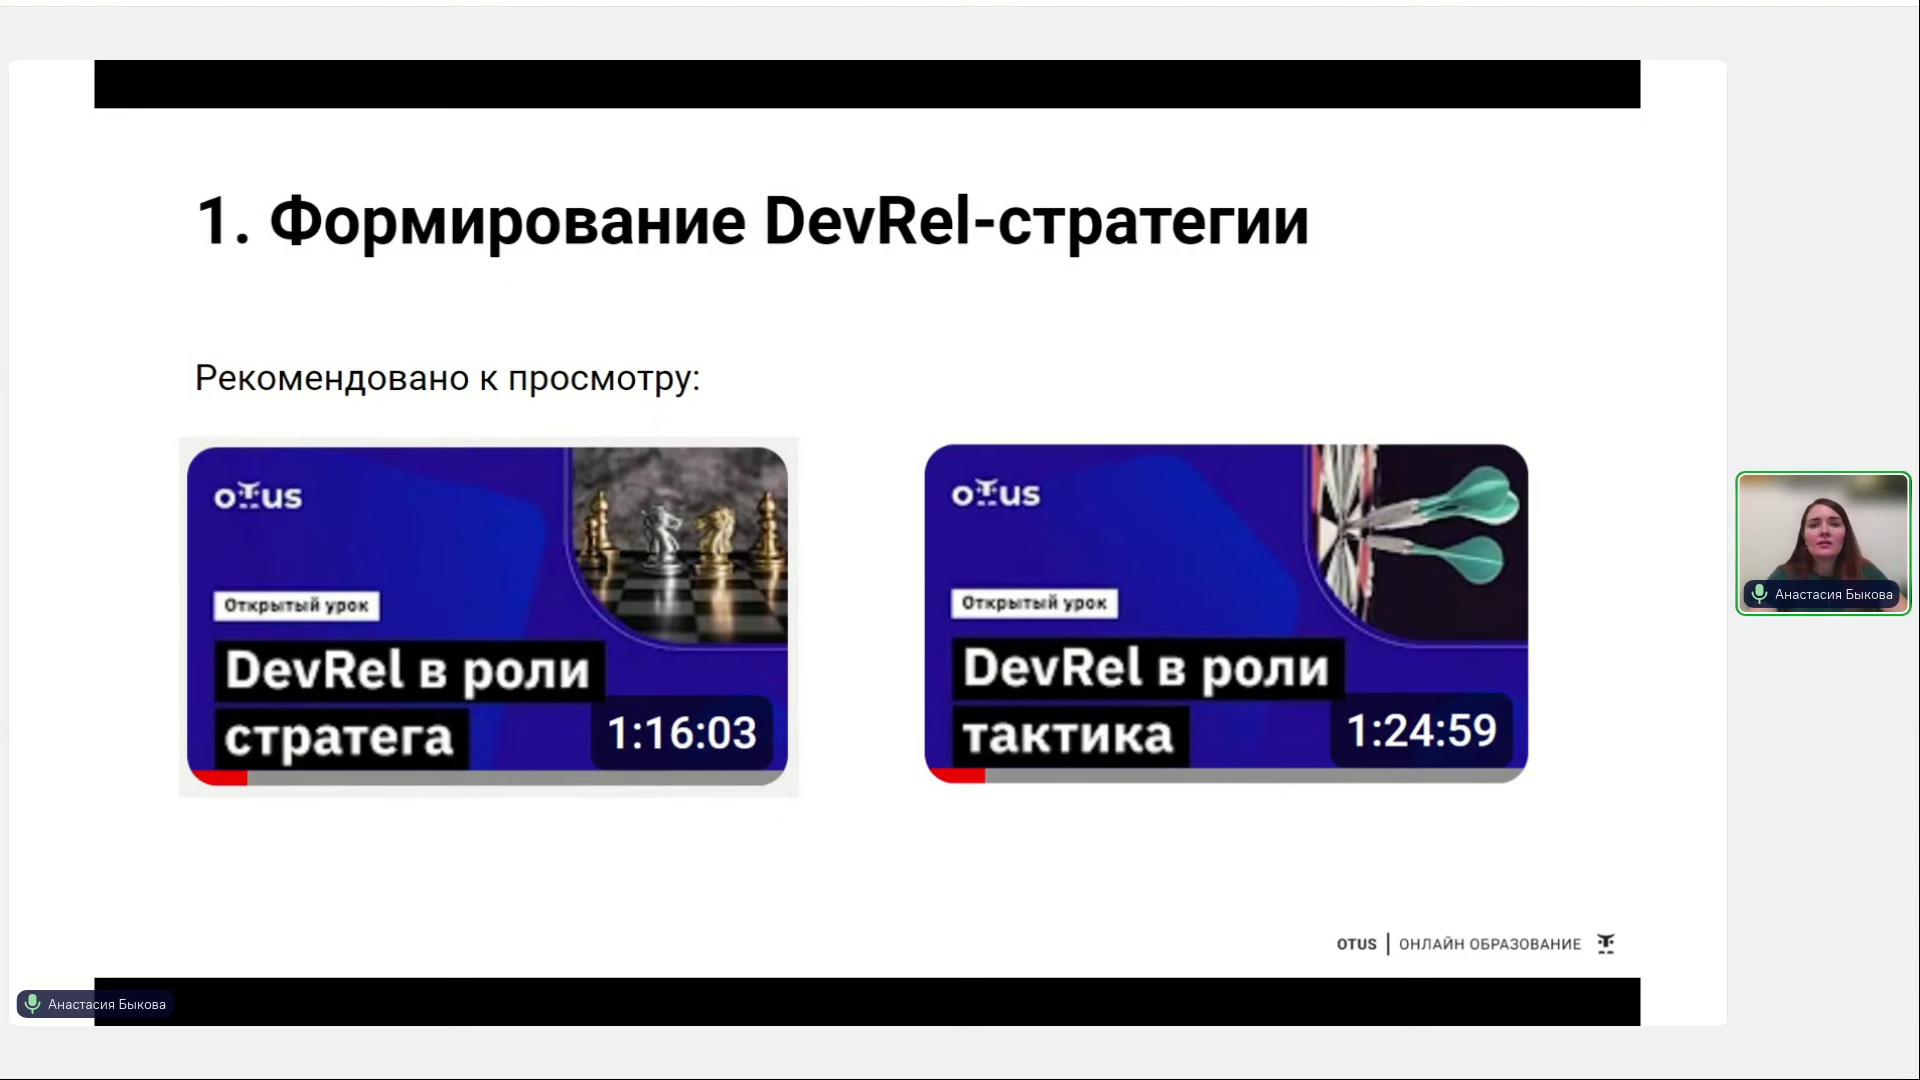 1. Формирование DevRel-стратегии
Рекомендовано к просмотру:
OTUS
Открытый урок
DevRel в роли
стратега
1:16:03
OTUS
Открытый урок
DevRel в роли
тактика
1:24:59
Анастасия Быкова
OTUS | ОНЛАЙН ОБРАЗОВАНИЕ
Анастасия Быкова